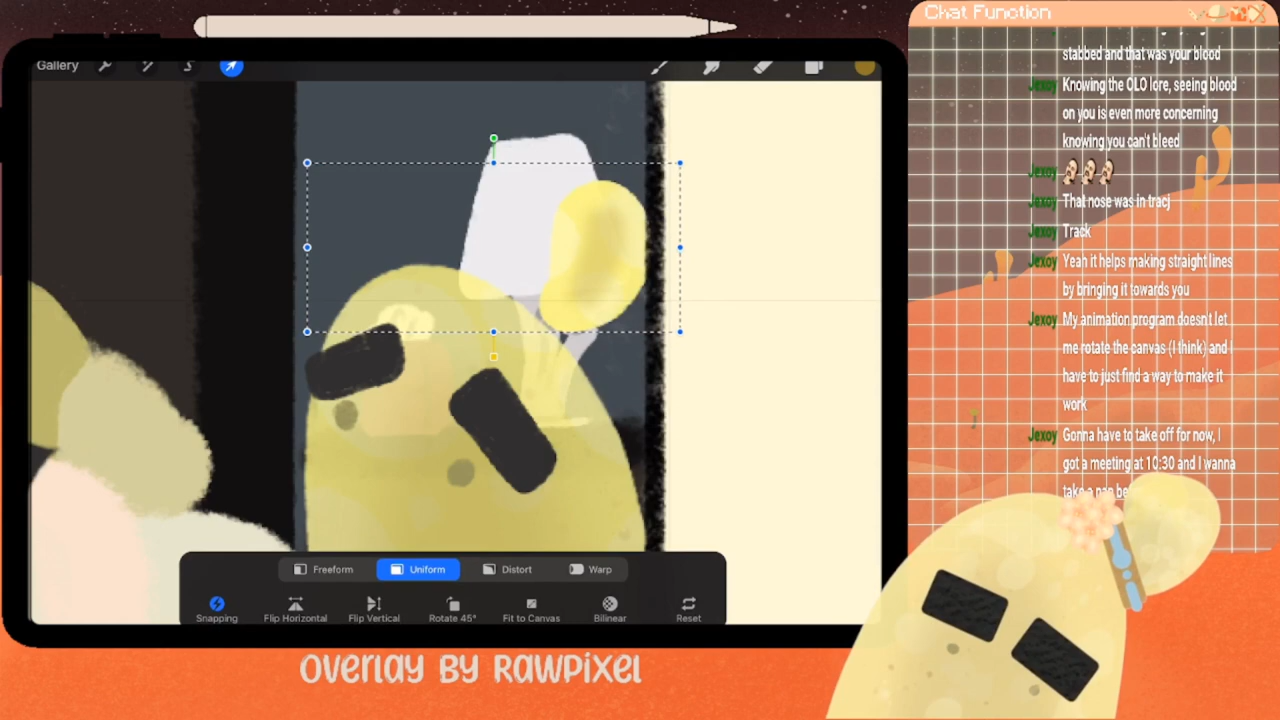 Gallery
Freeform
Uniform
Distort
Warp
Snapping
Flip Horizontal
Flip Vertical
Rotate 45°
Fit to Canvas
Bilinear
Reset
OVERLAY BY RAWPIXEL
Chat Function
stabbed and that was your blood
Jexoy Knowing the OLO lore, seeing blood
on you is even more concerning
knowing you can't bleed
Jexoy
Jexoy That nose was in tracj
Jexoy Track
Jexoy Yeah it helps making straight lines
by bringing it towards you
Jexoy My animation program doesn't let
me rotate the canvas (I think) and I
have to just find a way to make it
work
Jexoy Gonna have to take off for now, I
got a meeting at 10:30 and I wanna
take a nap